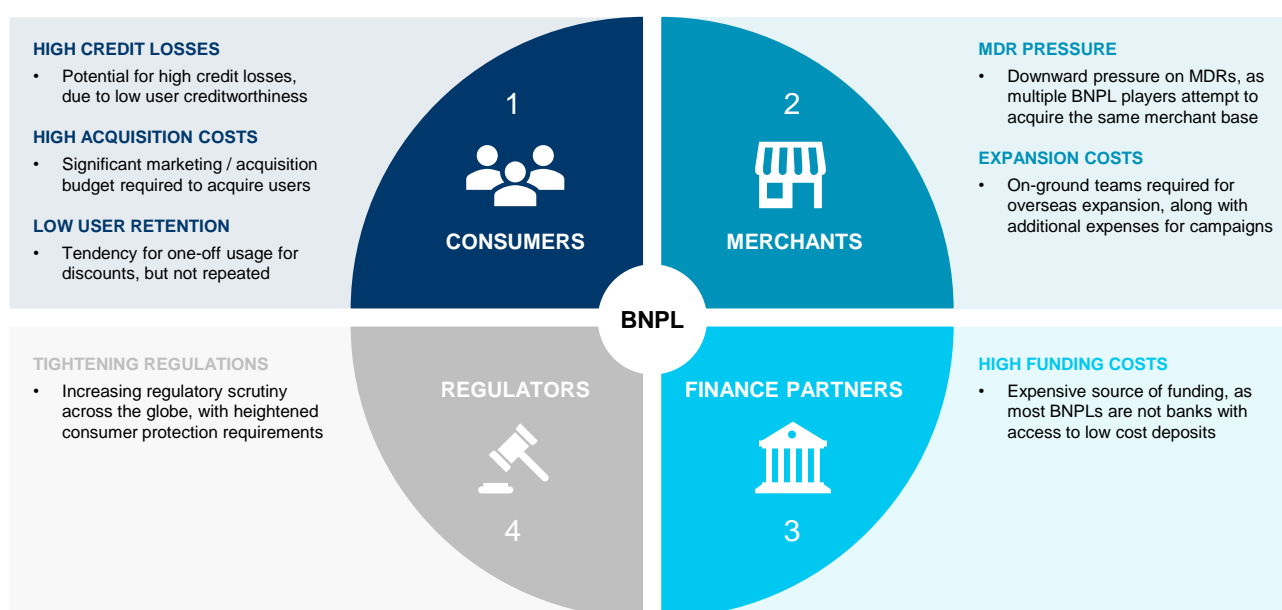 HIGH CREDIT LOSSES
• Potential for high credit losses,
due to low user creditworthiness
HIGH ACQUISITION COSTS
• Significant marketing / acquisition
budget required to acquire users
LOW USER RETENTION
• Tendency for one-off usage for
discounts, but not repeated
1
CONSUMERS
2
MERCHANTS
MDR PRESSURE
• Downward pressure on MDRs, as
multiple BNPL players attempt to
acquire the same merchant base
EXPANSION COSTS
• On-ground teams required for
overseas expansion, along with
additional expenses for campaigns
BNPL
TIGHTENING REGULATIONS
• Increasing regulatory scrutiny
across the globe, with heightened
consumer protection requirements
REGULATORS
4
FINANCE PARTNERS
3
HIGH FUNDING COSTS
• Expensive source of funding, as
most BNPLs are not banks with
access to low cost deposits